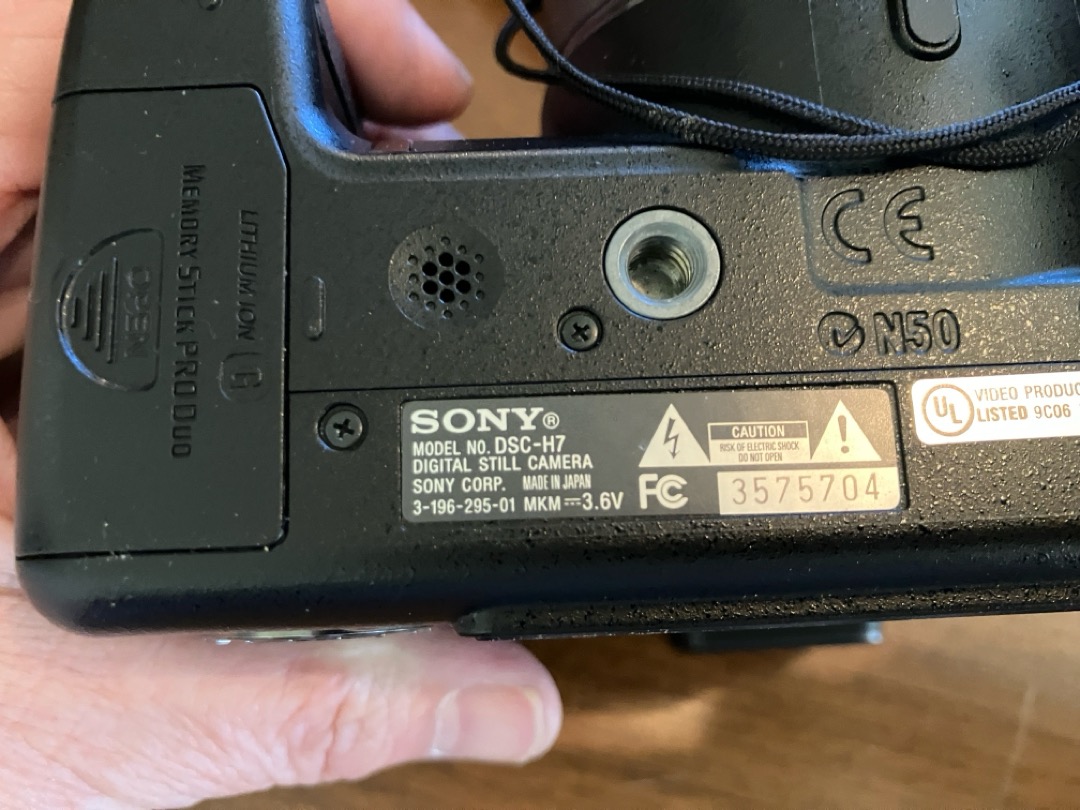 MEMORY STICK PRO DUO
LITHIUM ION G
OPEN
CE
N50
SONY®
MODEL NO. DSC-H7
DIGITAL STILL CAMERA
SONY CORP. MADE IN JAPAN
3-196-295-01 MKM ⎓3.6V
CAUTION
RISK OF ELECTRIC SHOCK
DO NOT OPEN
FC
3575704
UL
VIDEO PRODUC
LISTED 9C06